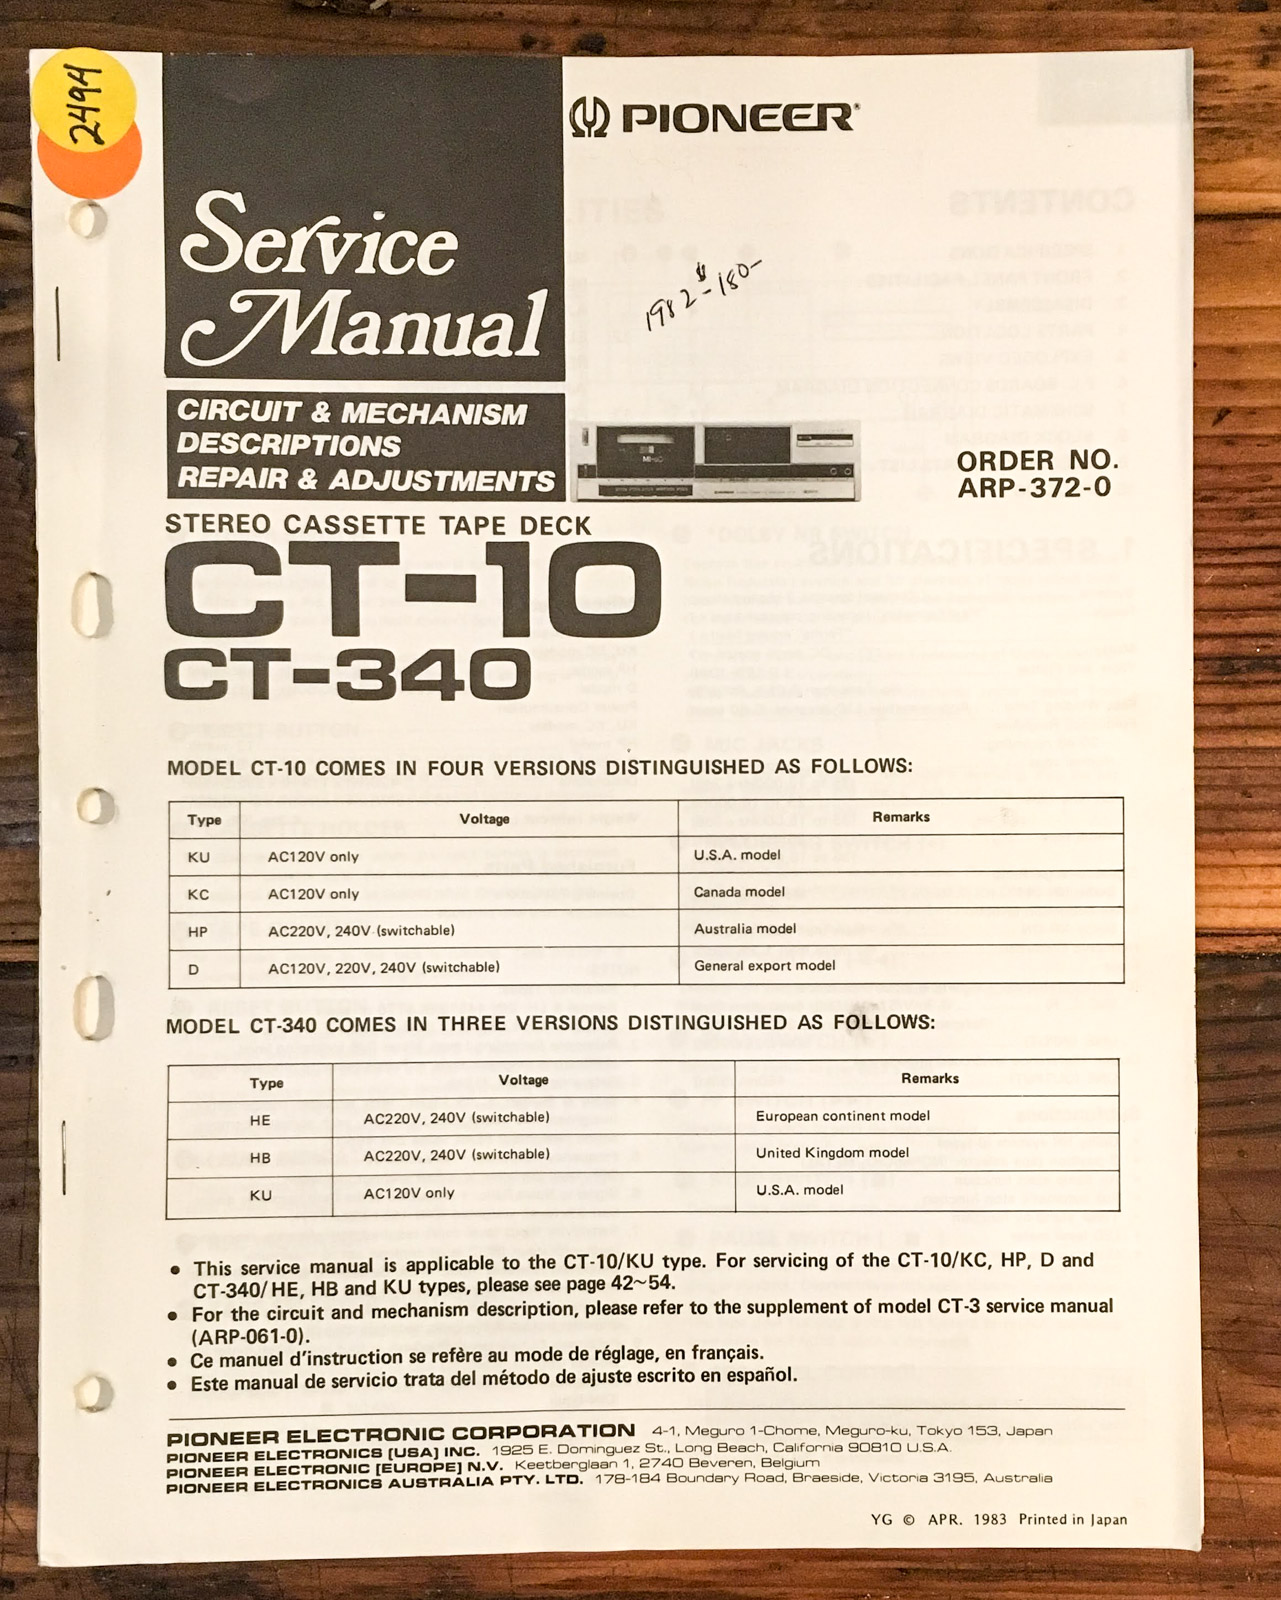 2494
PIONEER®
Service
Manual
1982 - $180-
CIRCUIT & MECHANISM
DESCRIPTIONS
REPAIR & ADJUSTMENTS
ORDER NO.
ARP-372-0
STEREO CASSETTE TAPE DECK
CT-10
CT-340
MODEL CT-10 COMES IN FOUR VERSIONS DISTINGUISHED AS FOLLOWS:
Type Voltage Remarks
KU AC120V only U.S.A. model
KC AC120V only Canada model
HP AC220V, 240V (switchable) Australia model
D AC120V, 220V, 240V (switchable) General export model
MODEL CT-340 COMES IN THREE VERSIONS DISTINGUISHED AS FOLLOWS:
Type Voltage Remarks
HE AC220V, 240V (switchable) European continent model
HB AC220V, 240V (switchable) United Kingdom model
KU AC120V only U.S.A. model
● This service manual is applicable to the CT-10/KU type. For servicing of the CT-10/KC, HP, D and
CT-340/HE, HB and KU types, please see page 42~54.
● For the circuit and mechanism description, please refer to the supplement of model CT-3 service manual
(ARP-061-0).
● Ce manuel d'instruction se refère au mode de réglage, en français.
● Este manual de servicio trata del método de ajuste escrito en español.
PIONEER ELECTRONIC CORPORATION 4-1, Meguro 1-Chome, Meguro-ku, Tokyo 153, Japan
PIONEER ELECTRONICS [USA] INC. 1925 E. Dominguez St., Long Beach, California 90810 U.S.A.
PIONEER ELECTRONIC [EUROPE] N.V. Keetberglaan 1, 2740 Beveren, Belgium
PIONEER ELECTRONICS AUSTRALIA PTY. LTD. 178-184 Boundary Road, Braeside, Victoria 3195, Australia
YG © APR. 1983 Printed in Japan